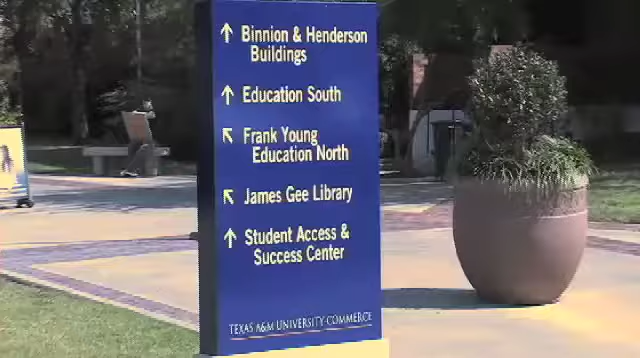 ↑ Binnion & Henderson
Buildings
↑ Education South
↖ Frank Young
Education North
↖ James Gee Library
↑ Student Access &
Success Center
TEXAS A&M UNIVERSITY-COMMERCE